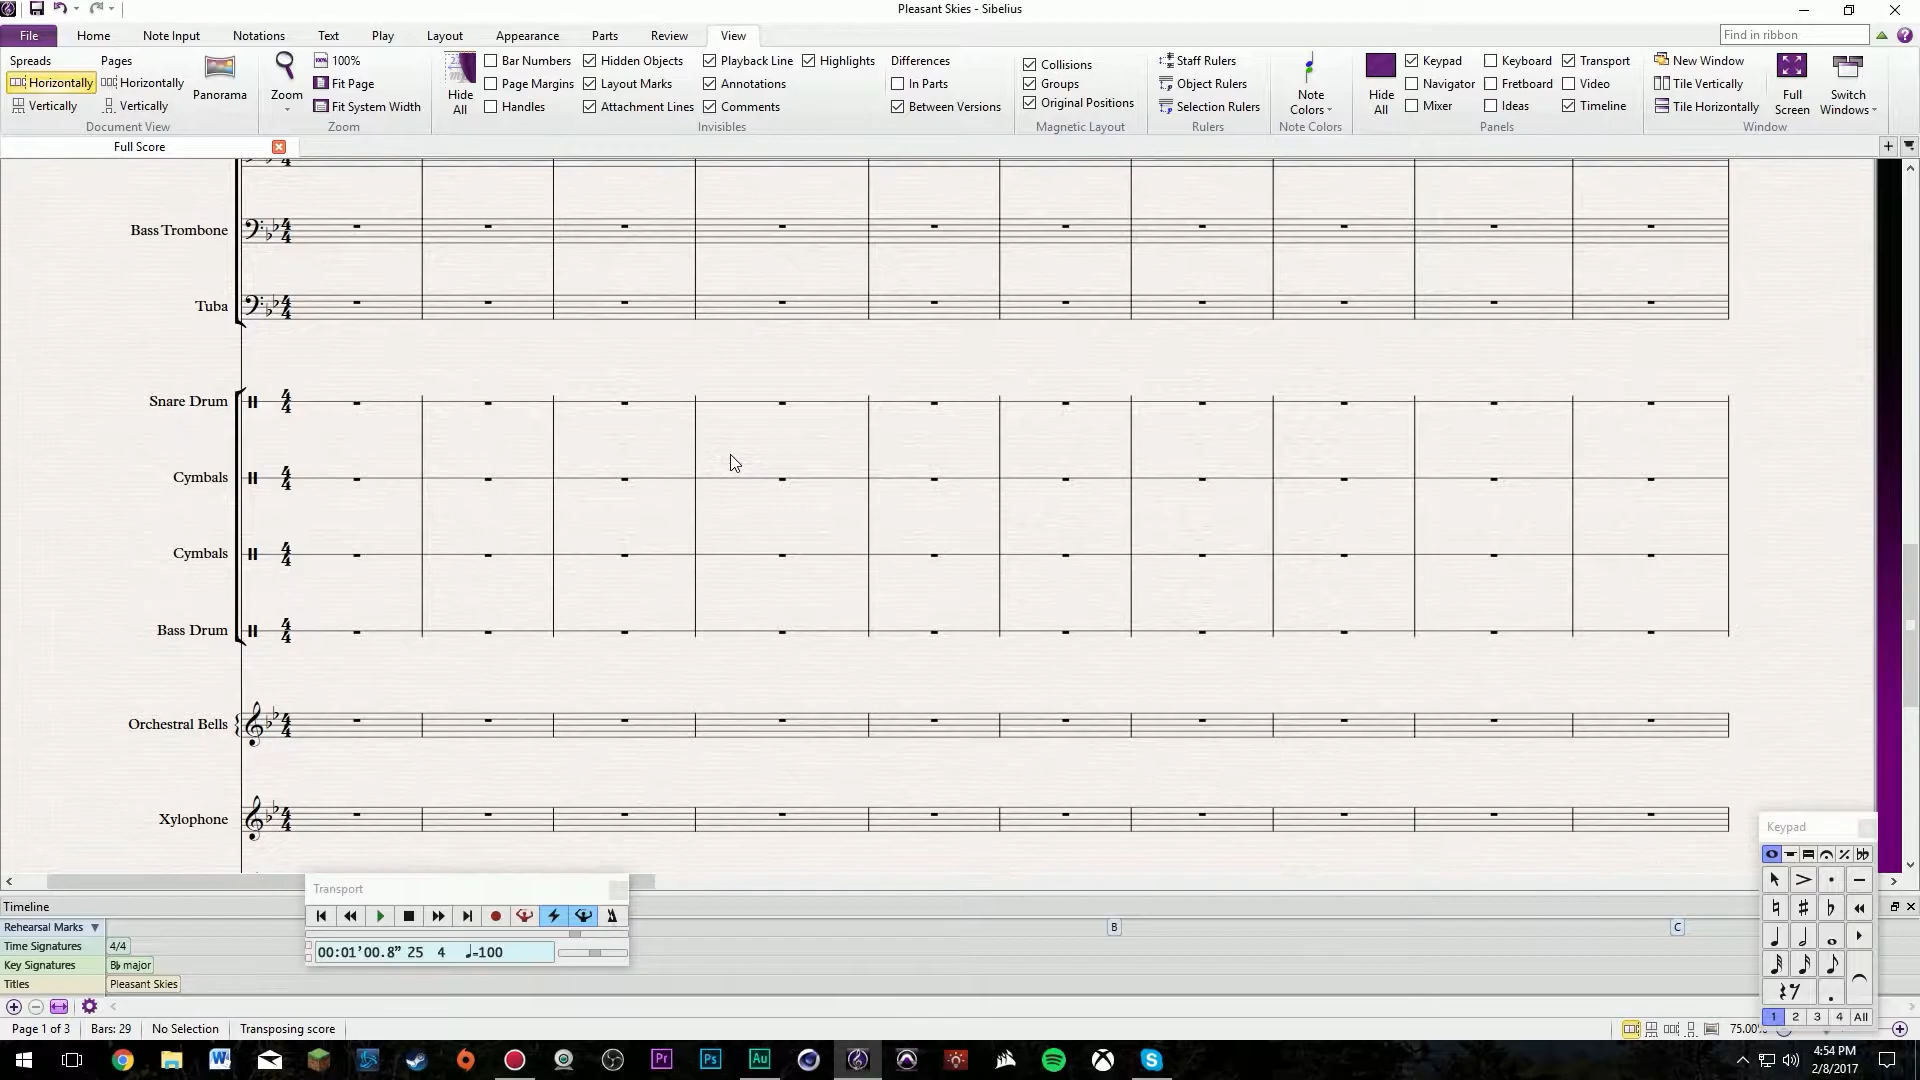 Pleasant Skies - Sibelius
File Home Note Input Notations Text Play Layout Appearance Parts Review View Find in ribbon
Spreads Pages 100% Bar Numbers Hidden Objects Playback Line Highlights Differences Collisions Staff Rulers Keypad Keyboard Transport New Window
Horizontally Horizontally Fit Page Page Margins Layout Marks Annotations In Parts Groups Object Rulers Navigator Fretboard Video Tile Vertically
Vertically Vertically Panorama Zoom Fit System Width Hide All Handles Attachment Lines Comments Between Versions Original Positions Selection Rulers Note Colors Hide All Mixer Ideas Timeline Tile Horizontally Full Screen Switch Windows
Document View Zoom Invisibles Magnetic Layout Rulers Note Colors Panels Window
Full Score
Bass Trombone
Tuba
Snare Drum
Cymbals
Cymbals
Bass Drum
Orchestral Bells
Xylophone
Keypad
Transport
Timeline
Rehearsal Marks B C
Time Signatures 4/4
Key Signatures B♭ major
Titles Pleasant Skies
00:01'00.8" 25 4 ♩=100
1 2 3 4 All
Page 1 of 3 Bars: 29 No Selection Transposing score 75.00
4:54 PM
2/8/2017